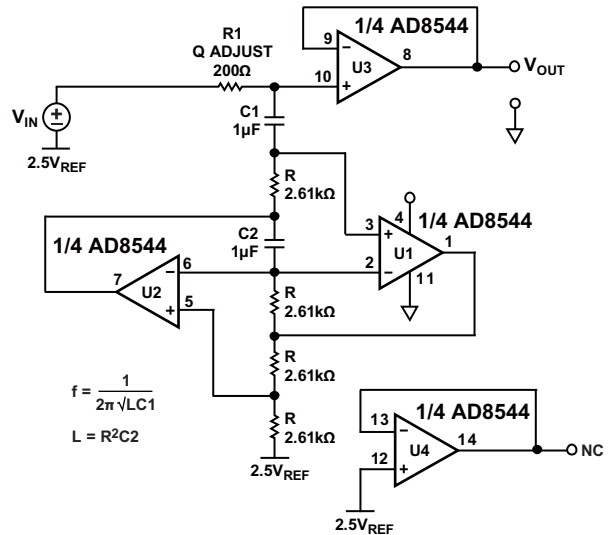 R1
Q ADJUST
200Ω
9
1/4 AD8544
8
U3
10
V_OUT
V_IN
2.5V_REF
C1
1µF
R
2.61kΩ
1/4 AD8544
7
U2
6
5
C2
1µF
3
4
1/4 AD8544
U1
1
2
11
R
2.61kΩ
R
2.61kΩ
R
2.61kΩ
2.5V_REF
f = 1 / 2π √LC1
L = R²C2
1/4 AD8544
13
14
U4
12
NC
2.5V_REF